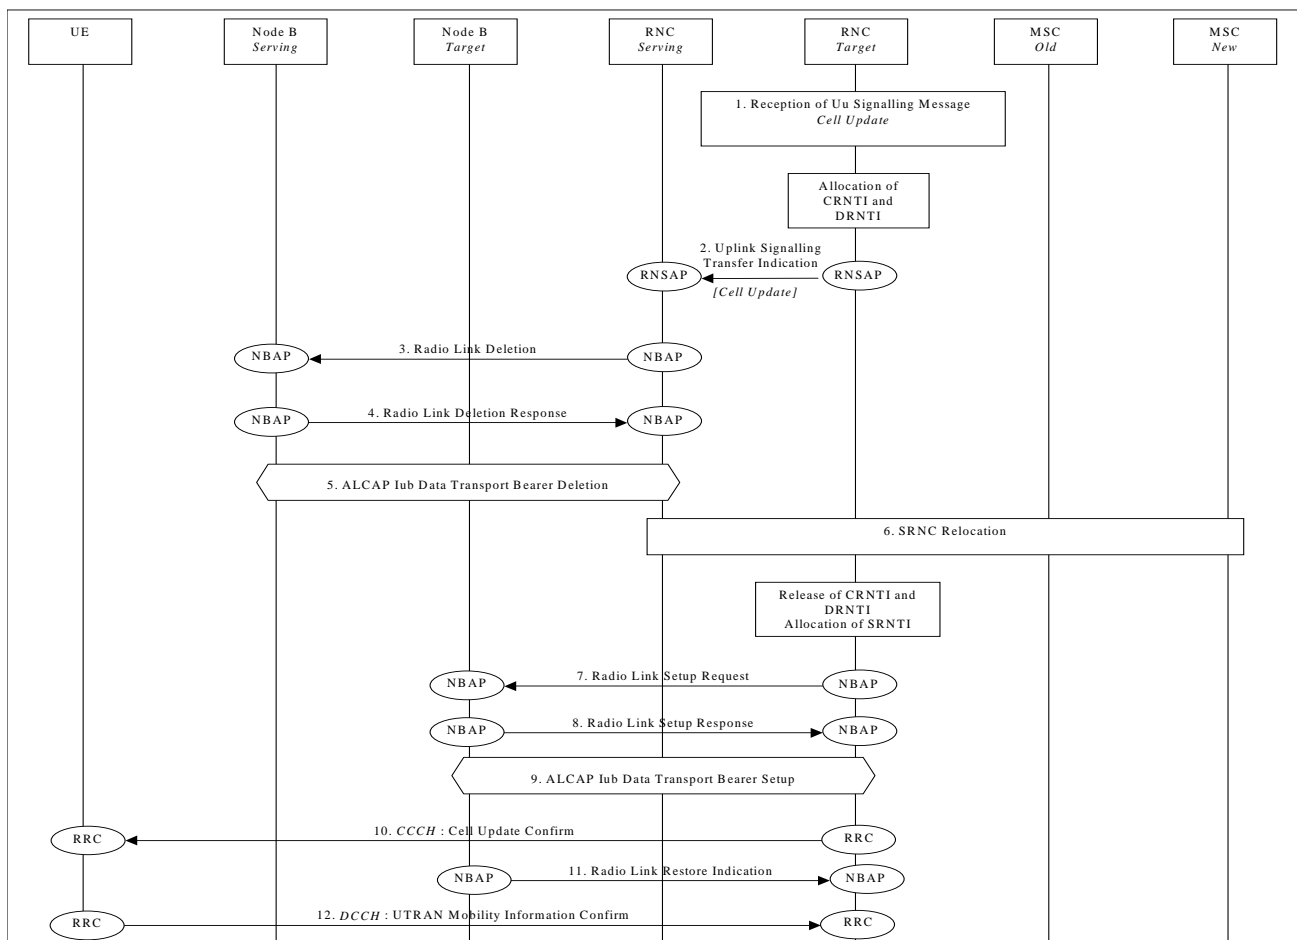 UE
Node B
Serving
Node B
Target
RNC
Serving
RNC
Target
MSC
Old
MSC
New
1. Reception of Uu Signalling Message
Cell Update
Allocation of
CRNTI and
DRNTI
2. Uplink Signalling
Transfer Indication
RNSAP
RNSAP
[Cell Update]
NBAP
3. Radio Link Deletion
NBAP
NBAP
4. Radio Link Deletion Response
NBAP
5. ALCAP Iub Data Transport Bearer Deletion
6. SRNC Relocation
Release of CRNTI and
DRNTI
Allocation of SRNTI
NBAP
7. Radio Link Setup Request
NBAP
NBAP
8. Radio Link Setup Response
NBAP
9. ALCAP Iub Data Transport Bearer Setup
RRC
10. CCCH : Cell Update Confirm
RRC
NBAP
11. Radio Link Restore Indication
NBAP
RRC
12. DCCH : UTRAN Mobility Information Confirm
RRC